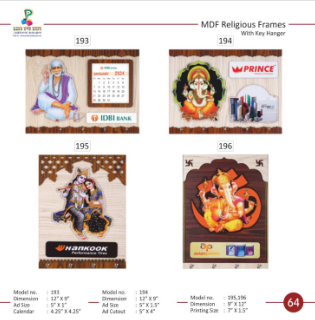 MDF Religious Frames
With Key Hanger
193
194
JANUARY 2024
IDBI BANK
PRINCE
195
196
HANKOOK
Performance Tires
Model no. : 193
Dimension : 12" X 9"
Ad Size : 5" X 1"
Calendar : 4.25" X 4.25"
Model no. : 194
Dimension : 12" X 9"
Ad Size : 5" X 1.5"
Ad Cutout : 5" X 4"
Model no. : 195,196
Dimension : 9" X 12"
Printing Size : 7" X 1.5"
64